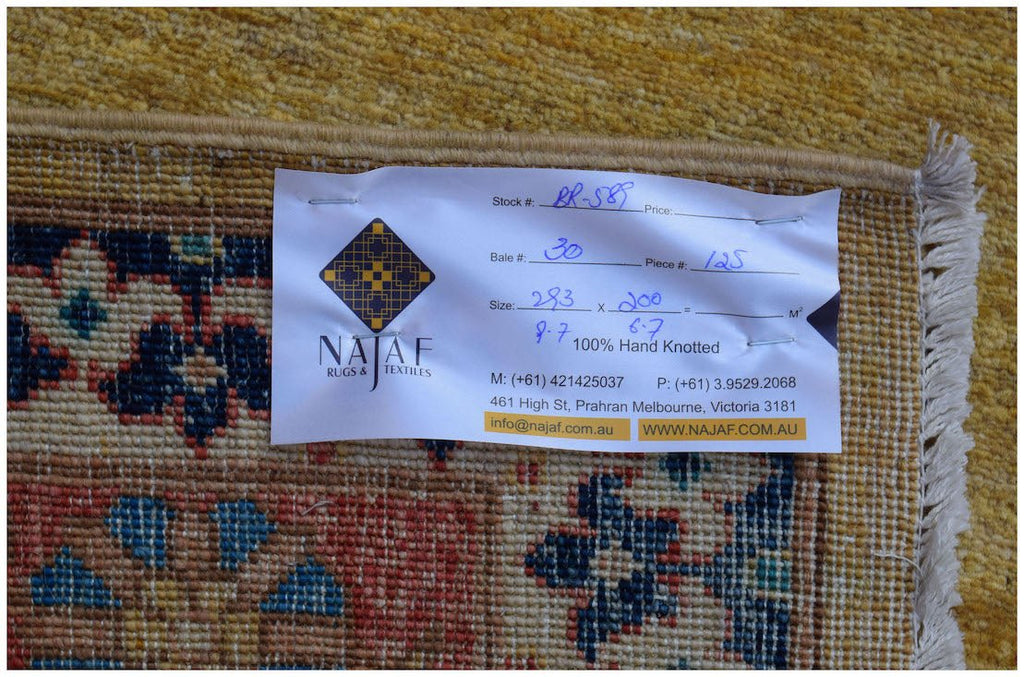 Stock #: RR-589 Price:
Bale #: 30 Piece #: 125
Size: 293 X 200 = M²
9.7 6.7
100% Hand Knotted
NAJAF
RUGS & TEXTILES
M: (+61) 421425037 P: (+61) 3.9529.2068
461 High St, Prahran Melbourne, Victoria 3181
info@najaf.com.au WWW.NAJAF.COM.AU